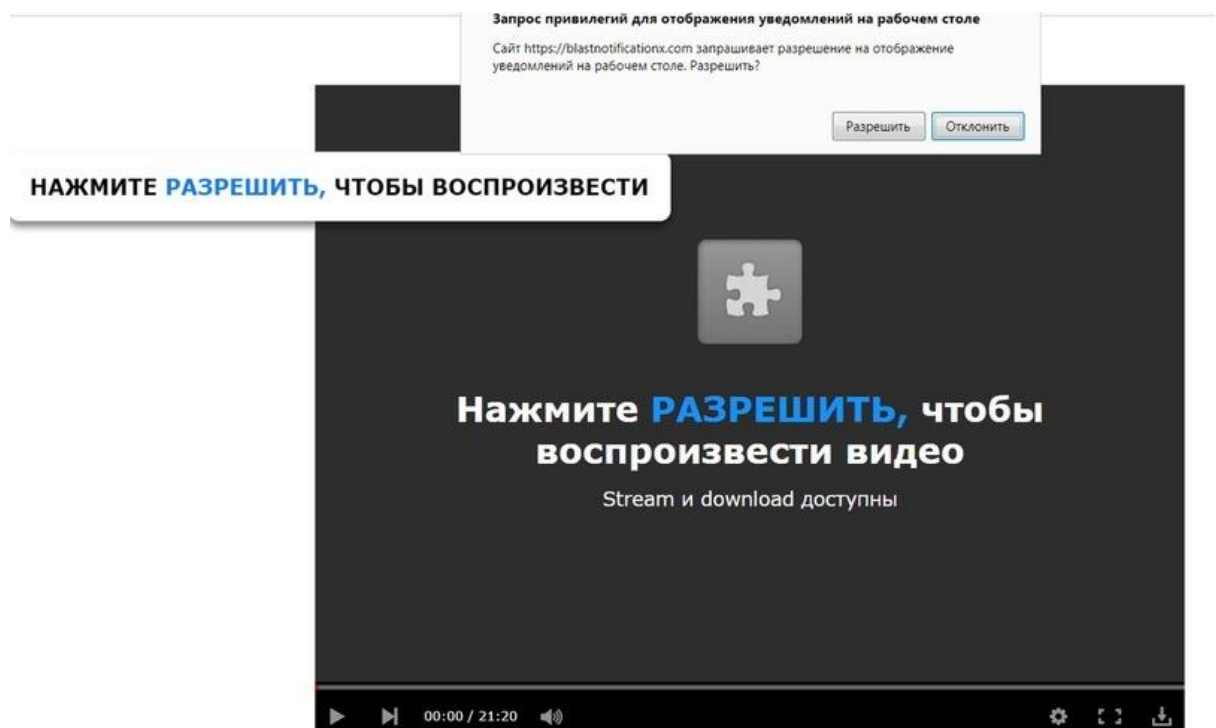 Запрос привилегий для отображения уведомлений на рабочем столе
Сайт https://blastnotificationx.com запрашивает разрешение на отображение
уведомлений на рабочем столе. Разрешить?
Разрешить Отклонить
НАЖМИТЕ РАЗРЕШИТЬ, ЧТОБЫ ВОСПРОИЗВЕСТИ
Нажмите РАЗРЕШИТЬ, чтобы
воспроизвести видео
Stream и download доступны
00:00 / 21:20